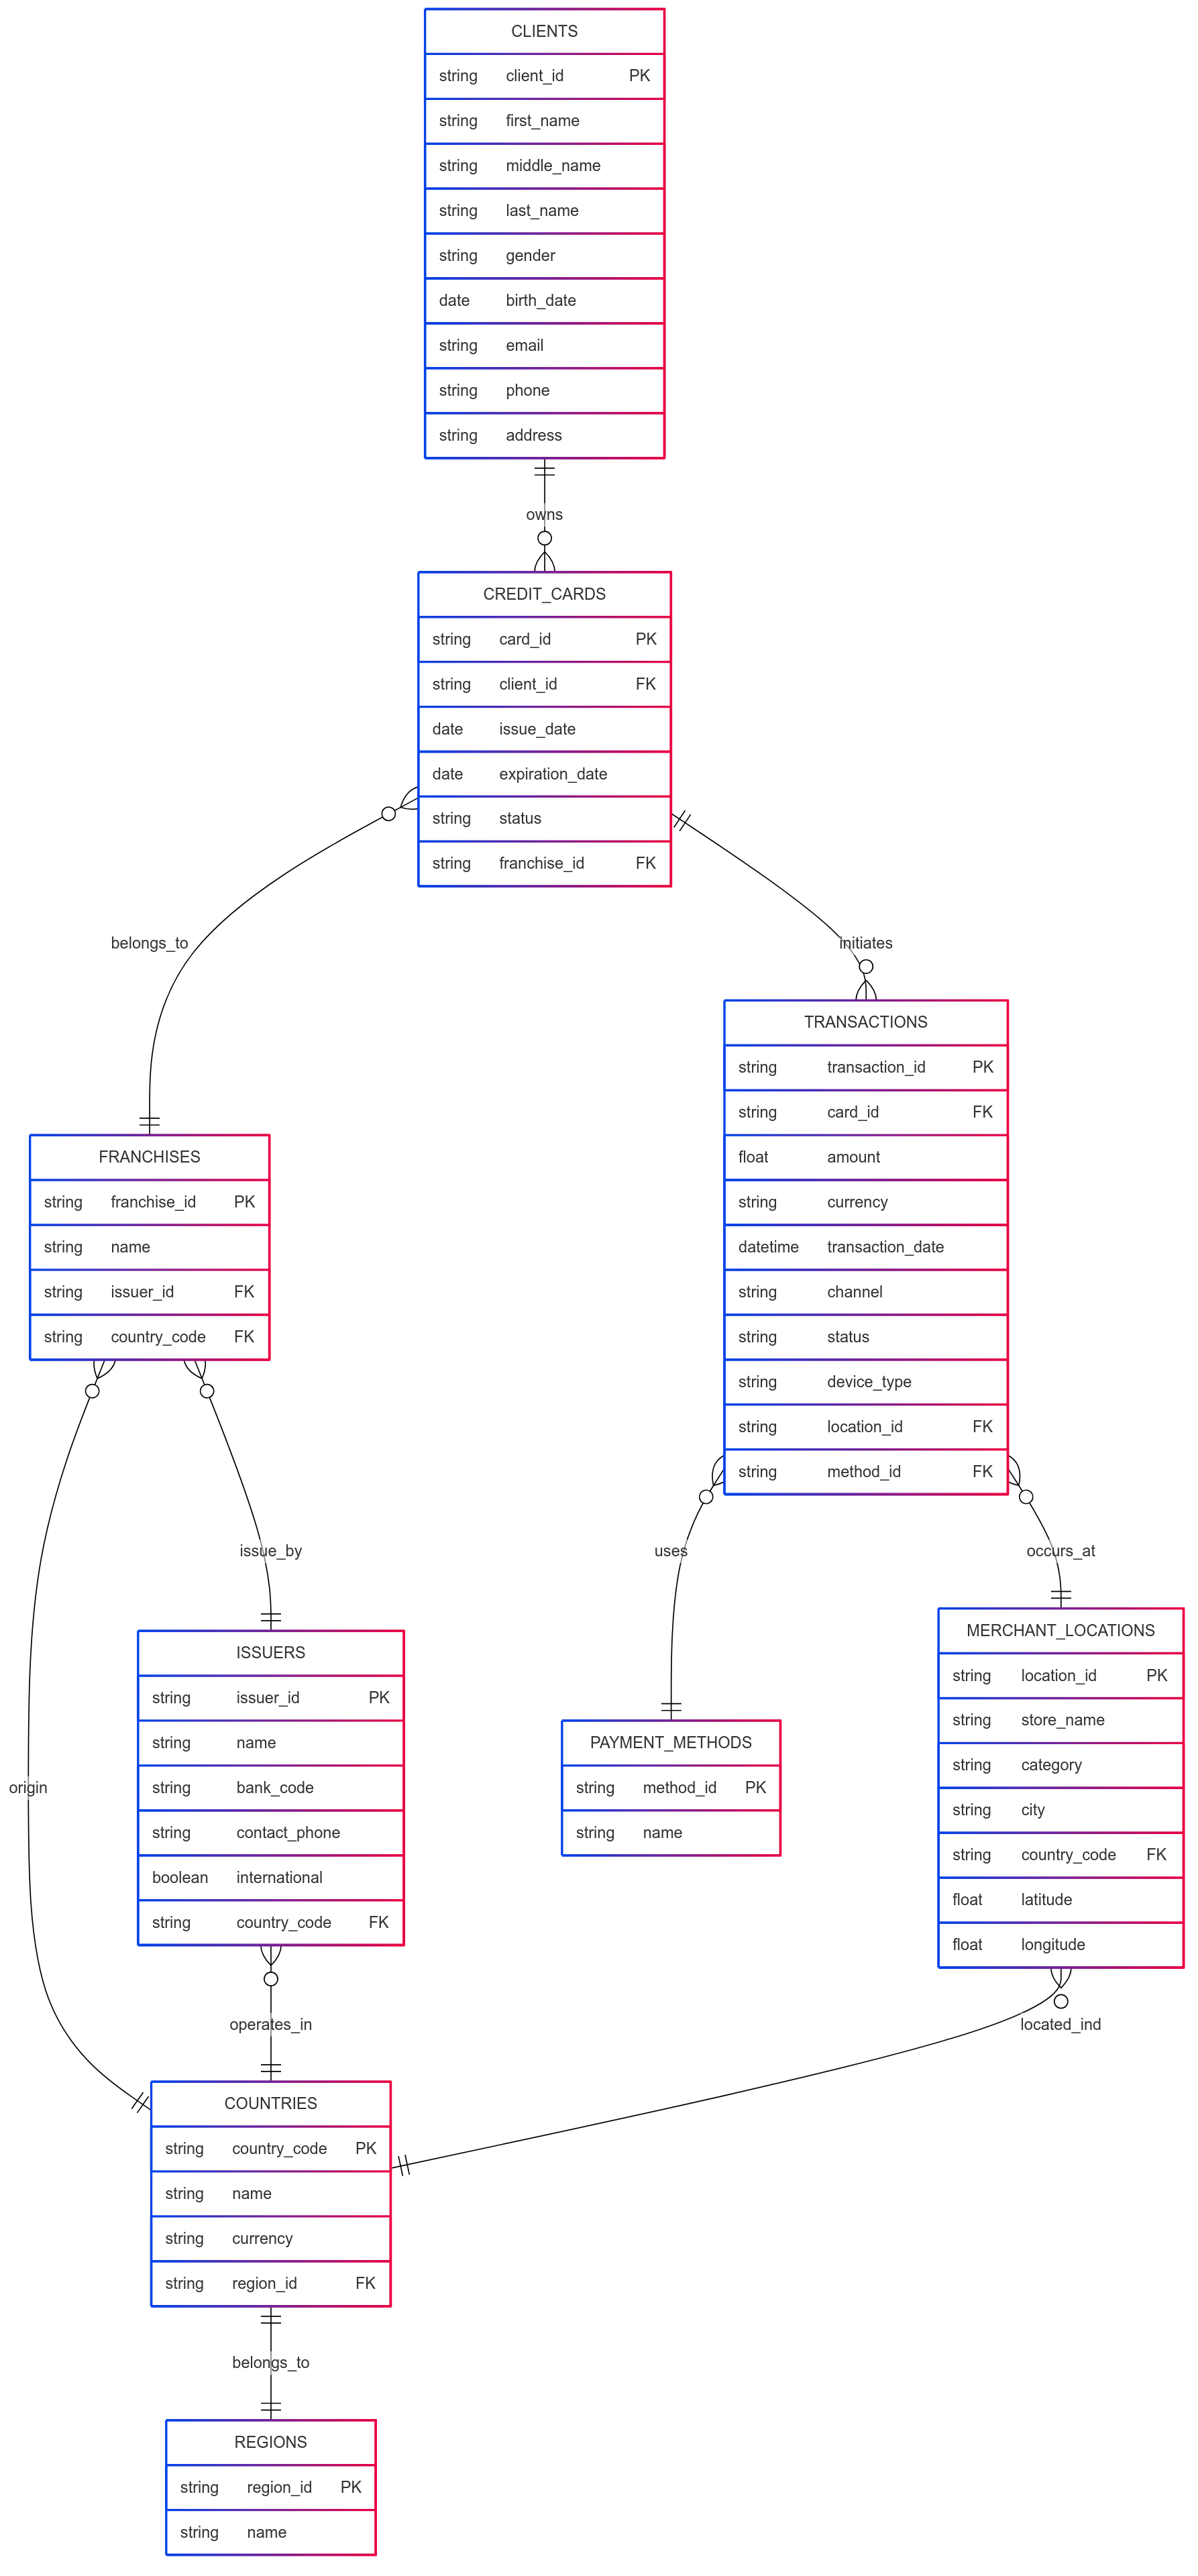 CLIENTS
string client_id PK
string first_name
string middle_name
string last_name
string gender
date birth_date
string email
string phone
string address
owns
CREDIT_CARDS
string card_id PK
string client_id FK
date issue_date
date expiration_date
string status
string franchise_id FK
belongs_to
initiates
TRANSACTIONS
string transaction_id PK
string card_id FK
float amount
string currency
datetime transaction_date
string channel
string status
string device_type
string location_id FK
string method_id FK
FRANCHISES
string franchise_id PK
string name
string issuer_id FK
string country_code FK
issue_by
uses
occurs_at
ISSUERS
string issuer_id PK
string name
string bank_code
string contact_phone
boolean international
string country_code FK
origin
PAYMENT_METHODS
string method_id PK
string name
MERCHANT_LOCATIONS
string location_id PK
string store_name
string category
string city
string country_code FK
float latitude
float longitude
operates_in
located_ind
COUNTRIES
string country_code PK
string name
string currency
string region_id FK
belongs_to
REGIONS
string region_id PK
string name